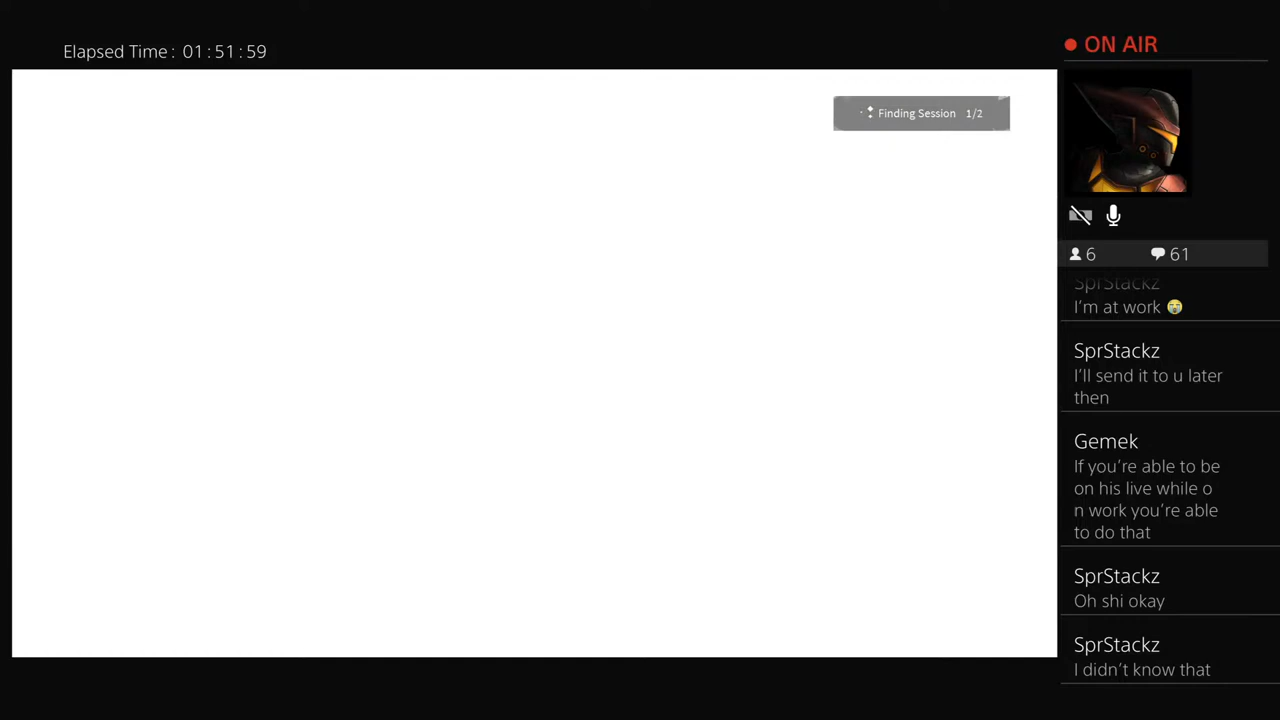 Elapsed Time: 01:51:59
ON AIR
Finding Session 1/2
6 61
SprStackz
I'm at work
SprStackz
I'll send it to u later
then
Gemek
If you're able to be
on his live while o
n work you're able
to do that
SprStackz
Oh shi okay
SprStackz
I didn't know that